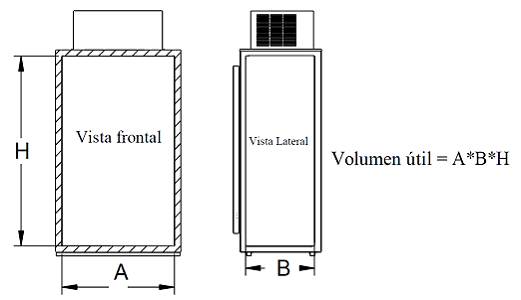 H
Vista frontal
A
Vista Lateral
B
Volumen útil = A*B*H